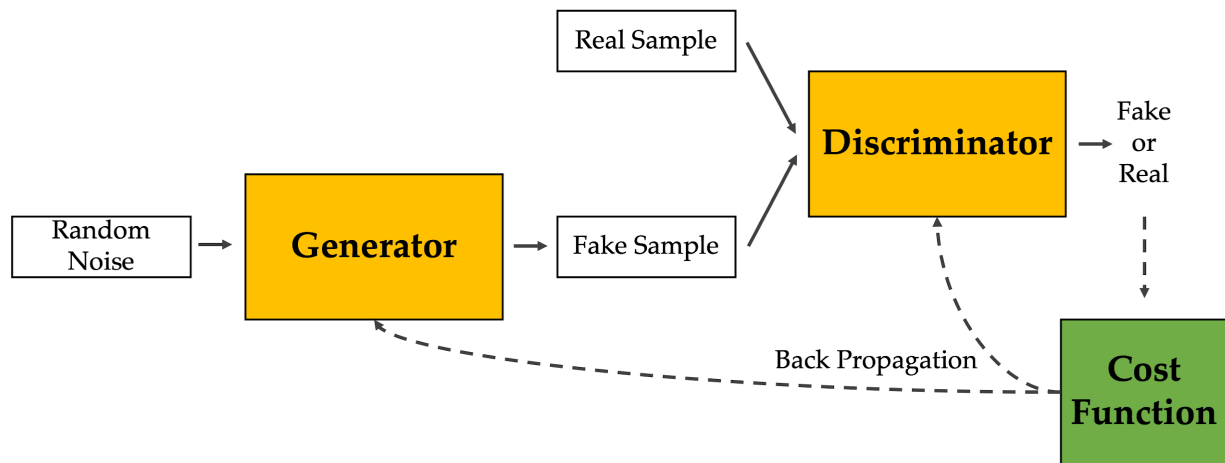 Real Sample
Discriminator
Fake
or
Real
Random
Noise
Generator
Fake Sample
Back Propagation
Cost
Function